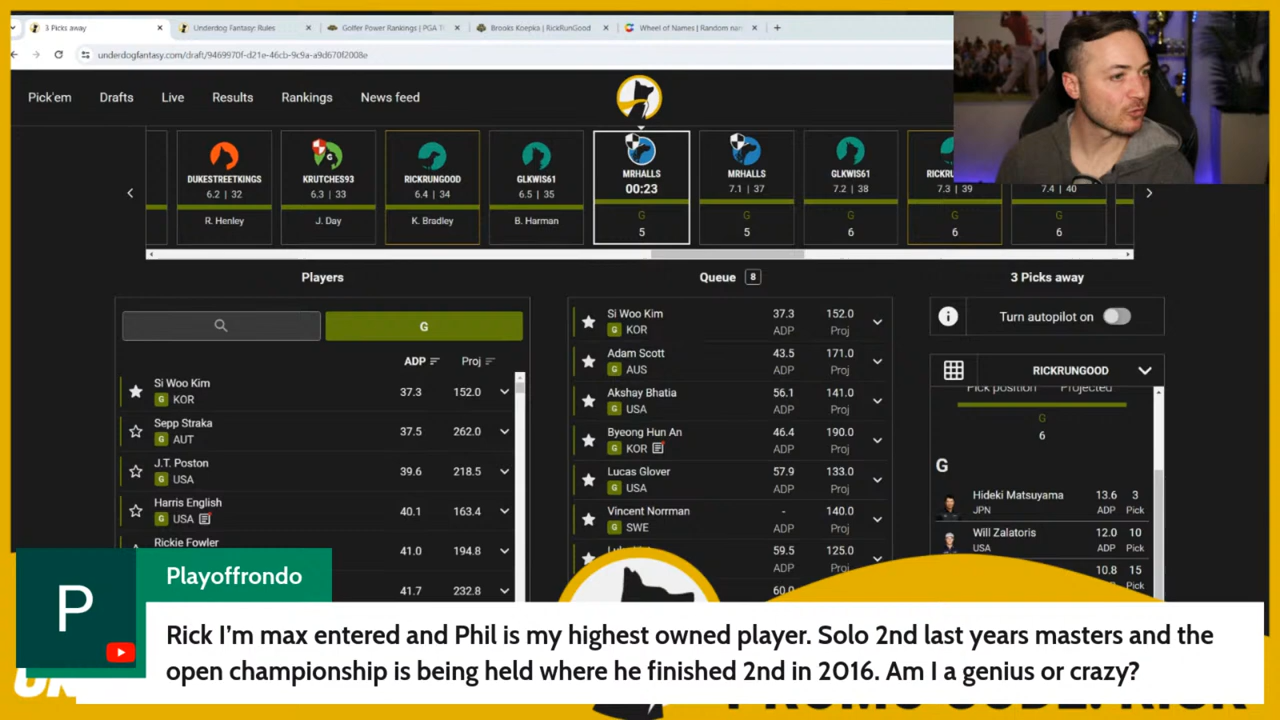 3 Picks away
Underdog Fantasy: Rules
Golfer Power Rankings | PGA T
Brooks Koepka | RickRunGood
Wheel of Names | Random na
underdogfantasy.com/draft/9469970f-d21e-46cb-9c9a-a9d670f2008e
Pick'em Drafts Live Results Rankings News feed
DUKESTREETKINGS
6.2 | 32
R. Henley
KRUTCHES93
6.3 | 33
J. Day
RICKRUNGOOD
6.4 | 34
K. Bradley
GLKWIS61
6.5 | 35
B. Harman
MRHALLS
00:23
G
5
MRHALLS
7.1 | 37
G
5
GLKWIS61
7.2 | 38
G
6
7.3 | 39
G
6
7.4 | 40
G
6
Players
G
ADP Proj
Si Woo Kim
G KOR
37.3 152.0
Sepp Straka
G AUT
37.5 262.0
J.T. Poston
G USA
39.6 218.5
Harris English
G USA
40.1 163.4
Rickie Fowler
41.0 194.8
41.7 232.8
Queue 8
Si Woo Kim
G KOR
37.3 152.0
ADP Proj
Adam Scott
G AUS
43.5 171.0
ADP Proj
Akshay Bhatia
G USA
56.1 141.0
ADP Proj
Byeong Hun An
G KOR
46.4 190.0
ADP Proj
Lucas Glover
G USA
57.9 133.0
ADP Proj
Vincent Norrman
G SWE
- 140.0
ADP Proj
59.5 125.0
ADP Proj
60.0
3 Picks away
Turn autopilot on
RICKRUNGOOD
Pick position Projected
G
6
G
Hideki Matsuyama
JPN
13.6 3
ADP Pick
Will Zalatoris
USA
12.0 10
ADP Pick
10.8 15
ADP Pick
P
Playoffrondo
Rick I'm max entered and Phil is my highest owned player. Solo 2nd last years masters and the
open championship is being held where he finished 2nd in 2016. Am I a genius or crazy?